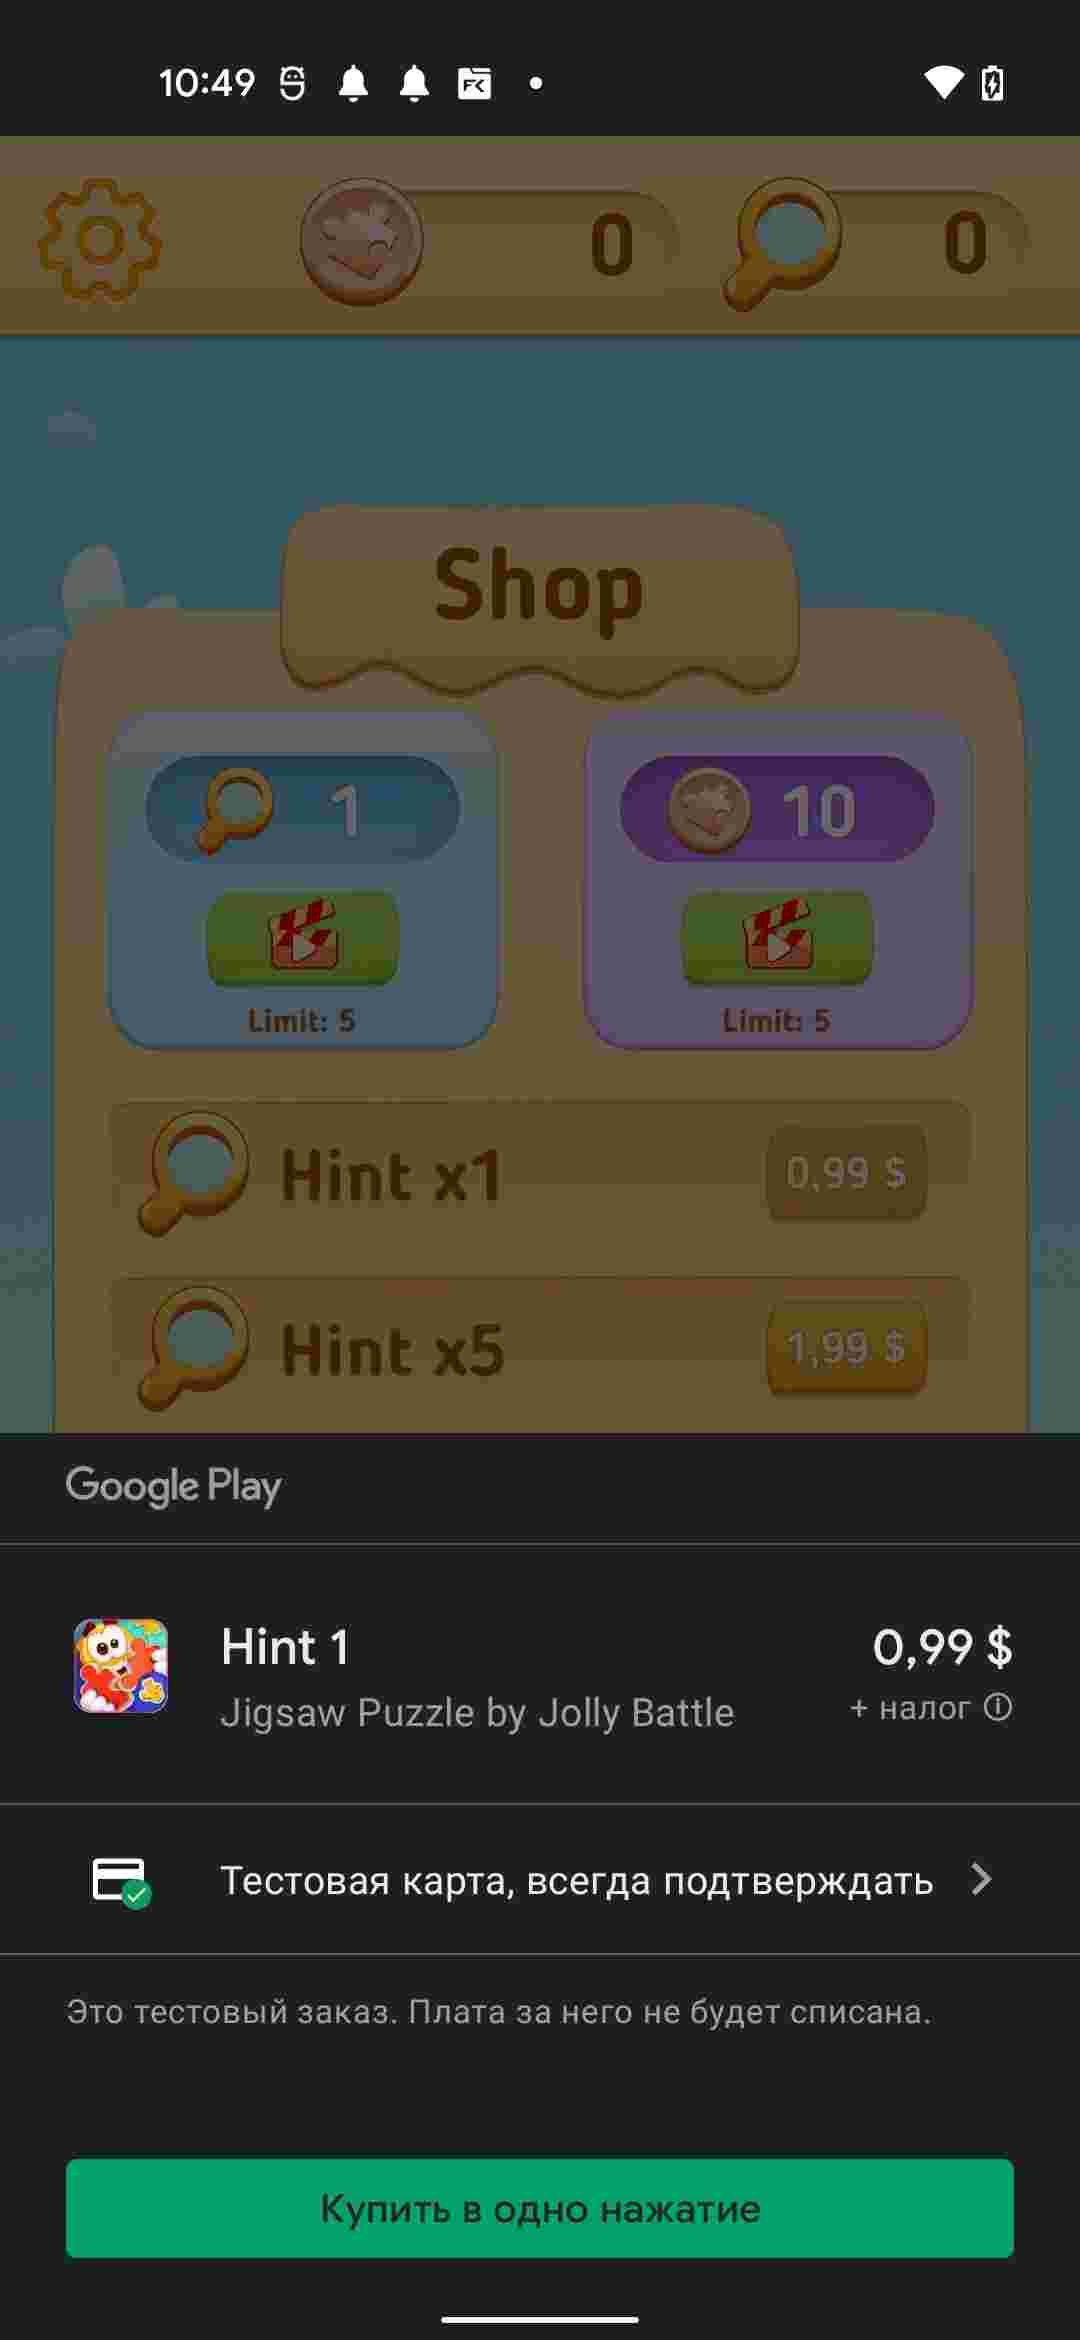 10:49
0
0
Shop
1
10
Limit: 5
Limit: 5
Hint x1
0,99 $
Hint x5
1,99 $
Google Play
Hint 1
0,99 $
Jigsaw Puzzle by Jolly Battle
+ налог
Тестовая карта, всегда подтверждать
Это тестовый заказ. Плата за него не будет списана.
Купить в одно нажатие